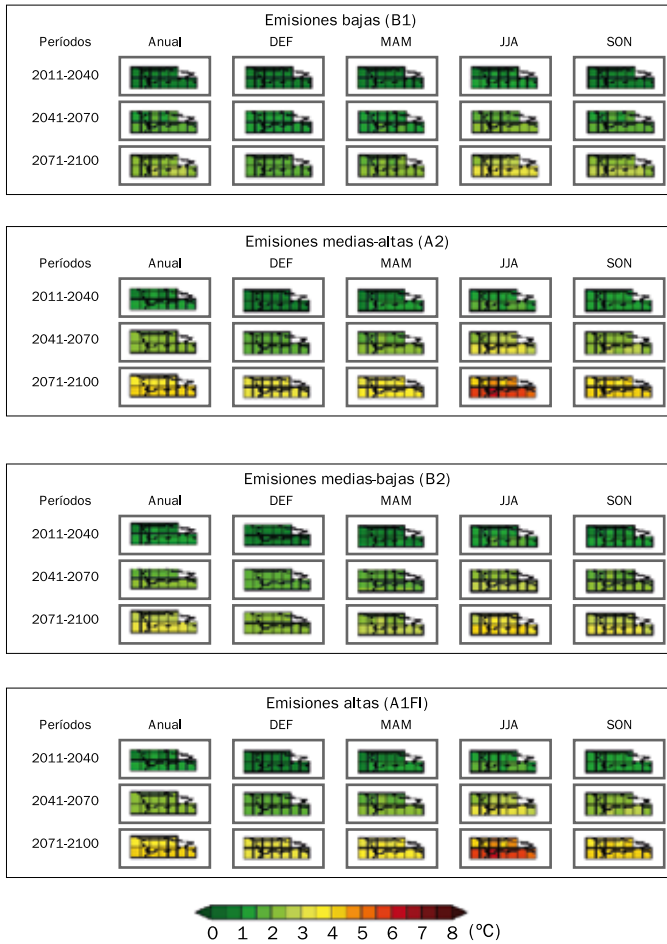 Emisiones bajas (B1)
Períodos Anual DEF MAM JJA SON
2011-2040
2041-2070
2071-2100
Emisiones medias-altas (A2)
Períodos Anual DEF MAM JJA SON
2011-2040
2041-2070
2071-2100
Emisiones medias-bajas (B2)
Períodos Anual DEF MAM JJA SON
2011-2040
2041-2070
2071-2100
Emisiones altas (A1FI)
Períodos Anual DEF MAM JJA SON
2011-2040
2041-2070
2071-2100
0 1 2 3 4 5 6 7 8 (ºC)